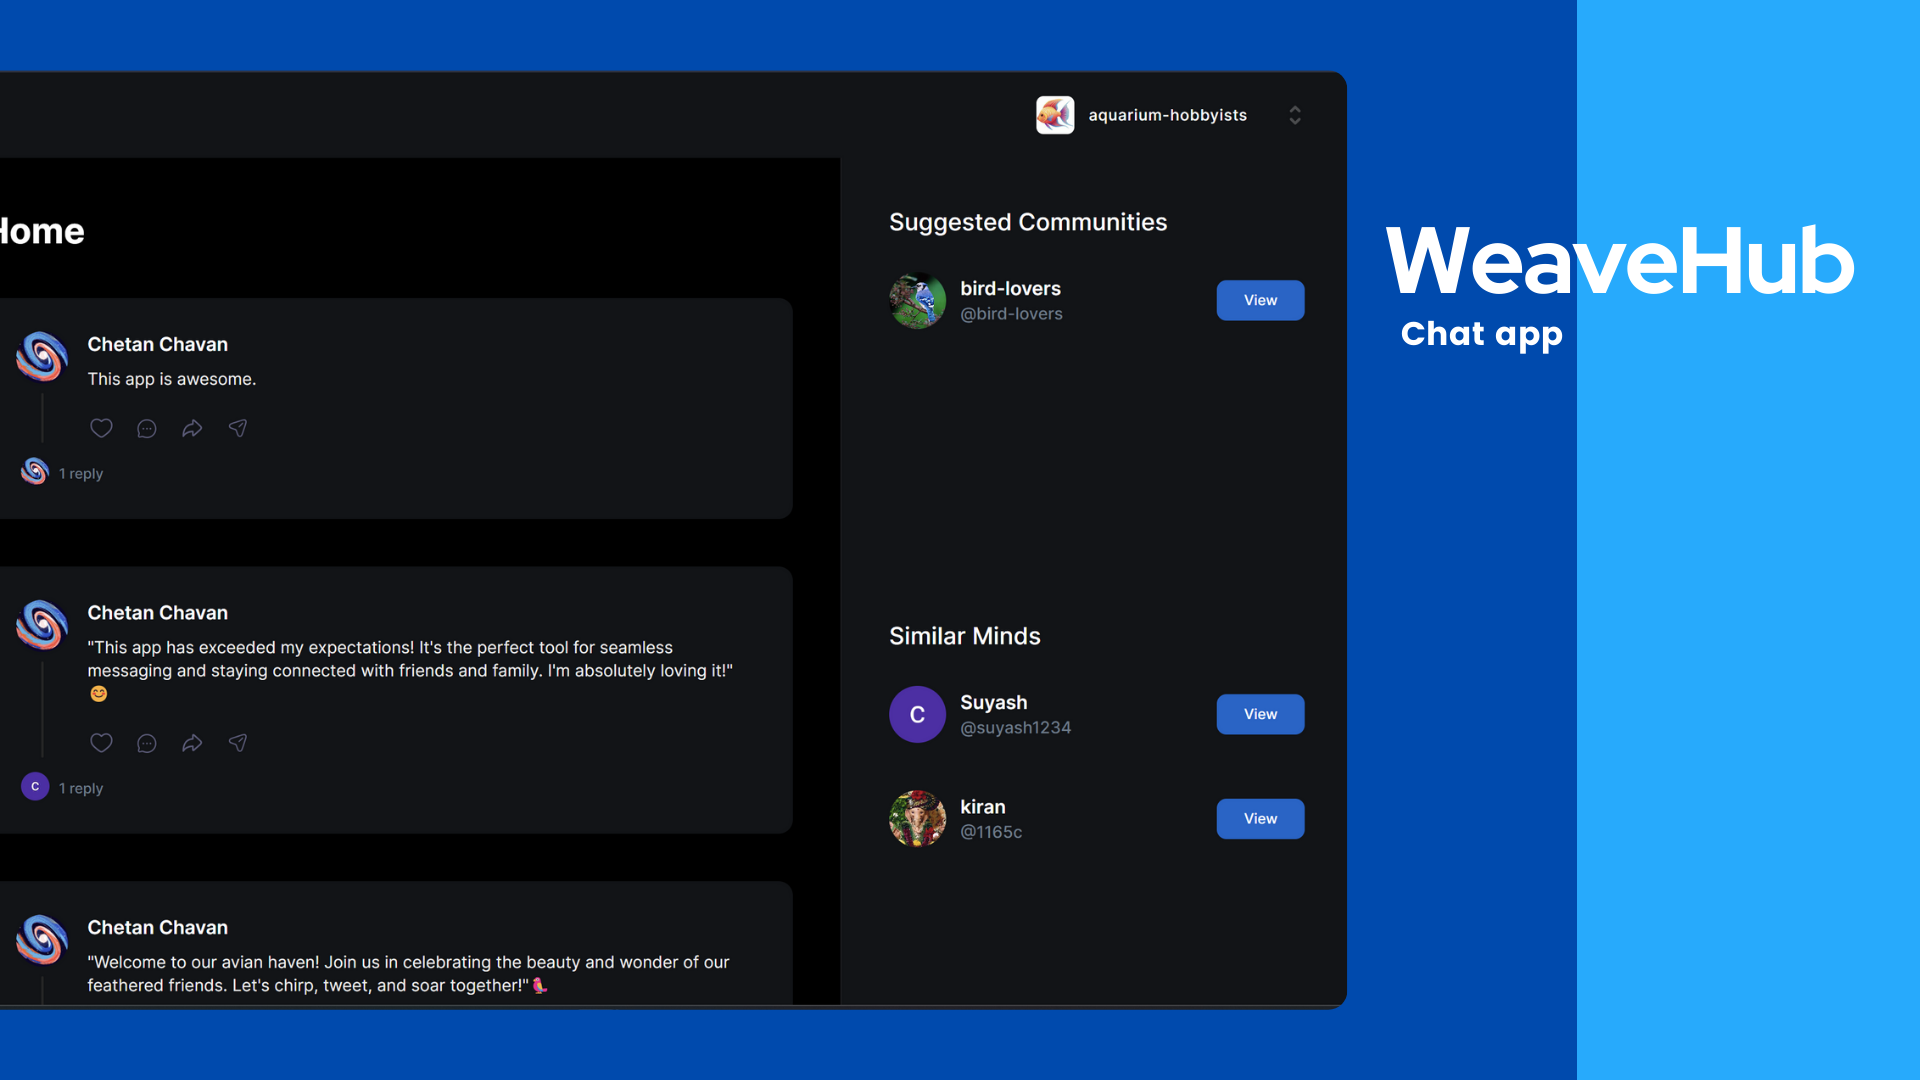 aquarium-hobbyists
Home
Chetan Chavan
This app is awesome.
1 reply
Chetan Chavan
"This app has exceeded my expectations! It's the perfect tool for seamless
messaging and staying connected with friends and family. I'm absolutely loving it!"
😊
C
1 reply
Chetan Chavan
"Welcome to our avian haven! Join us in celebrating the beauty and wonder of our
feathered friends. Let's chirp, tweet, and soar together!"🦜
Suggested Communities
bird-lovers
@bird-lovers
View
Similar Minds
C
Suyash
@suyash1234
View
kiran
@1165c
View
WeaveHub
Chat app